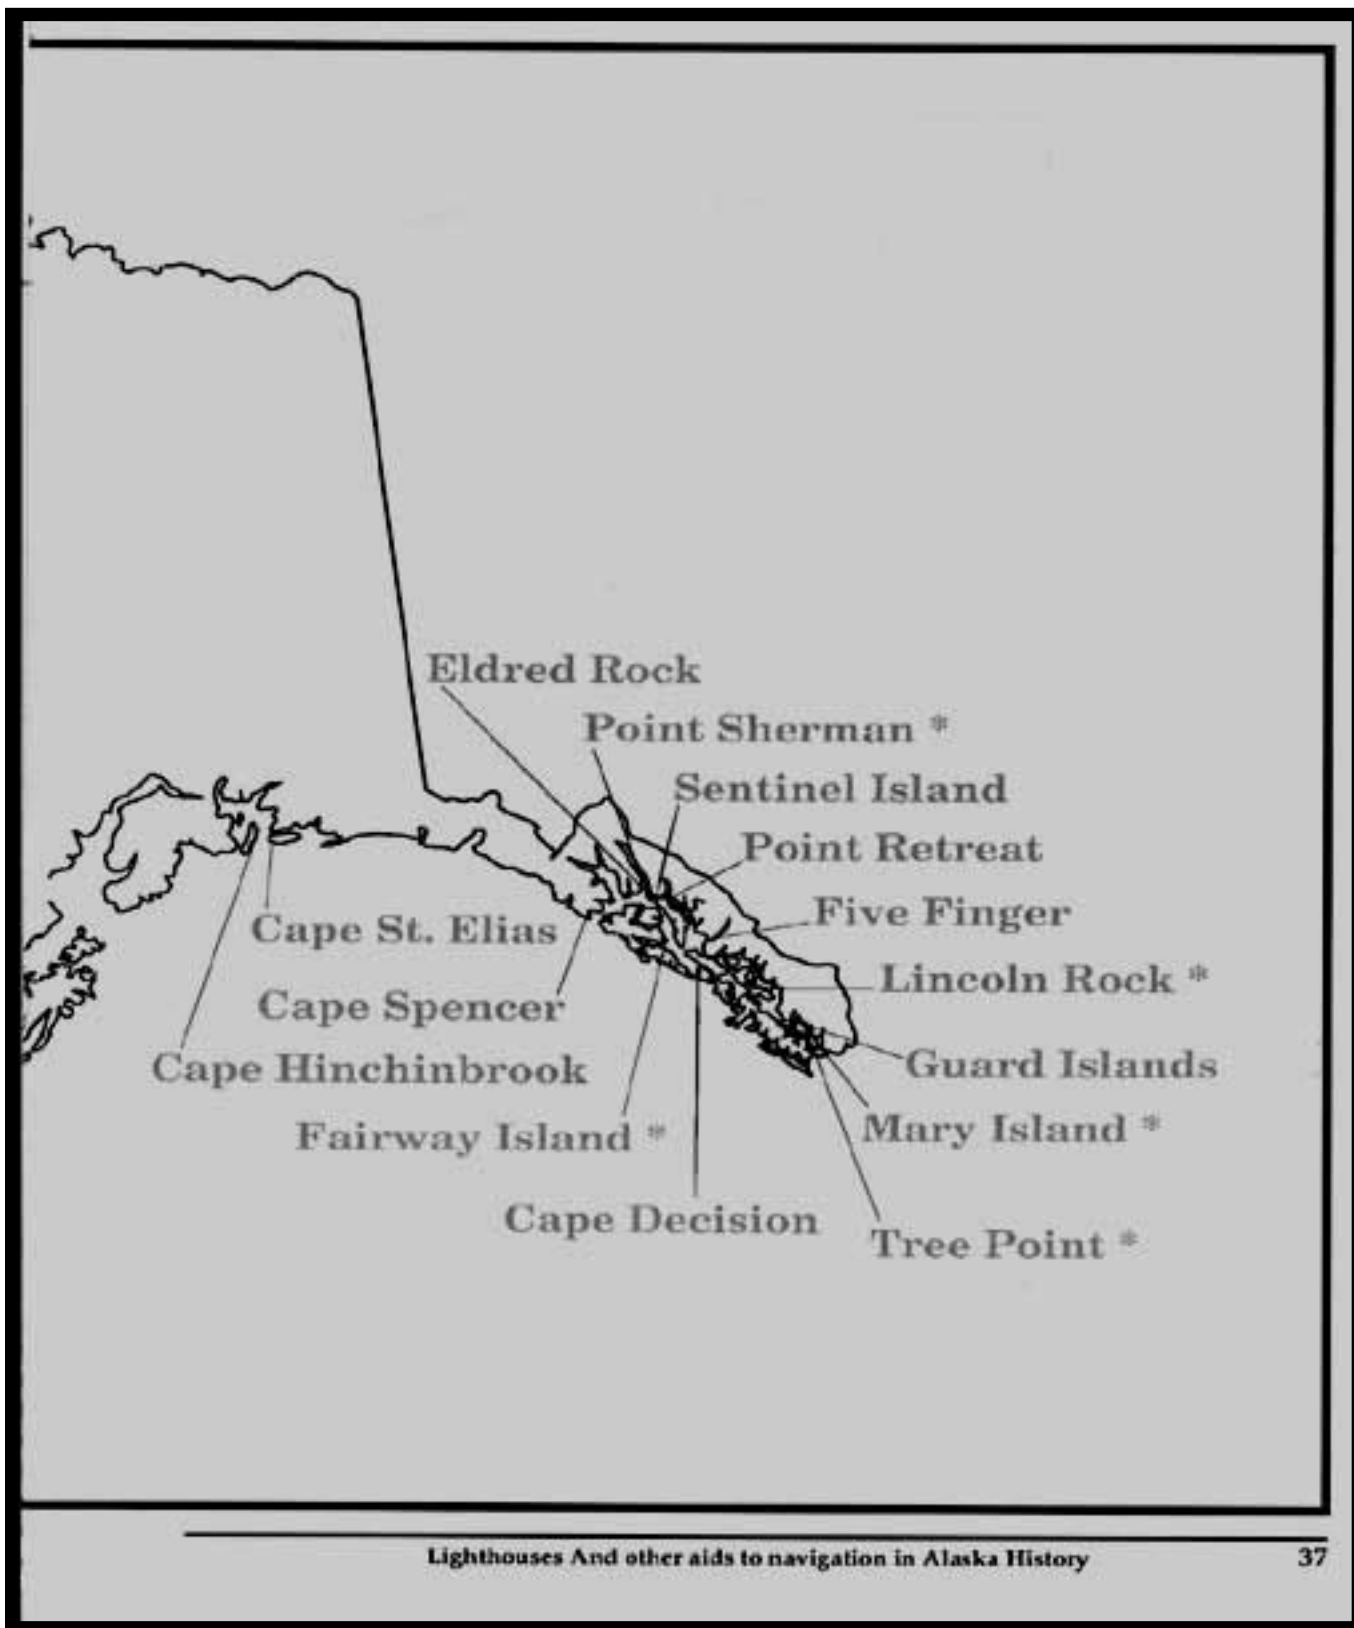 Eldred Rock
Point Sherman *
Sentinel Island
Point Retreat
Five Finger
Cape St. Elias
Lincoln Rock *
Cape Spencer
Guard Islands
Cape Hinchinbrook
Mary Island *
Fairway Island *
Cape Decision
Tree Point *
Lighthouses And other aids to navigation in Alaska History 37